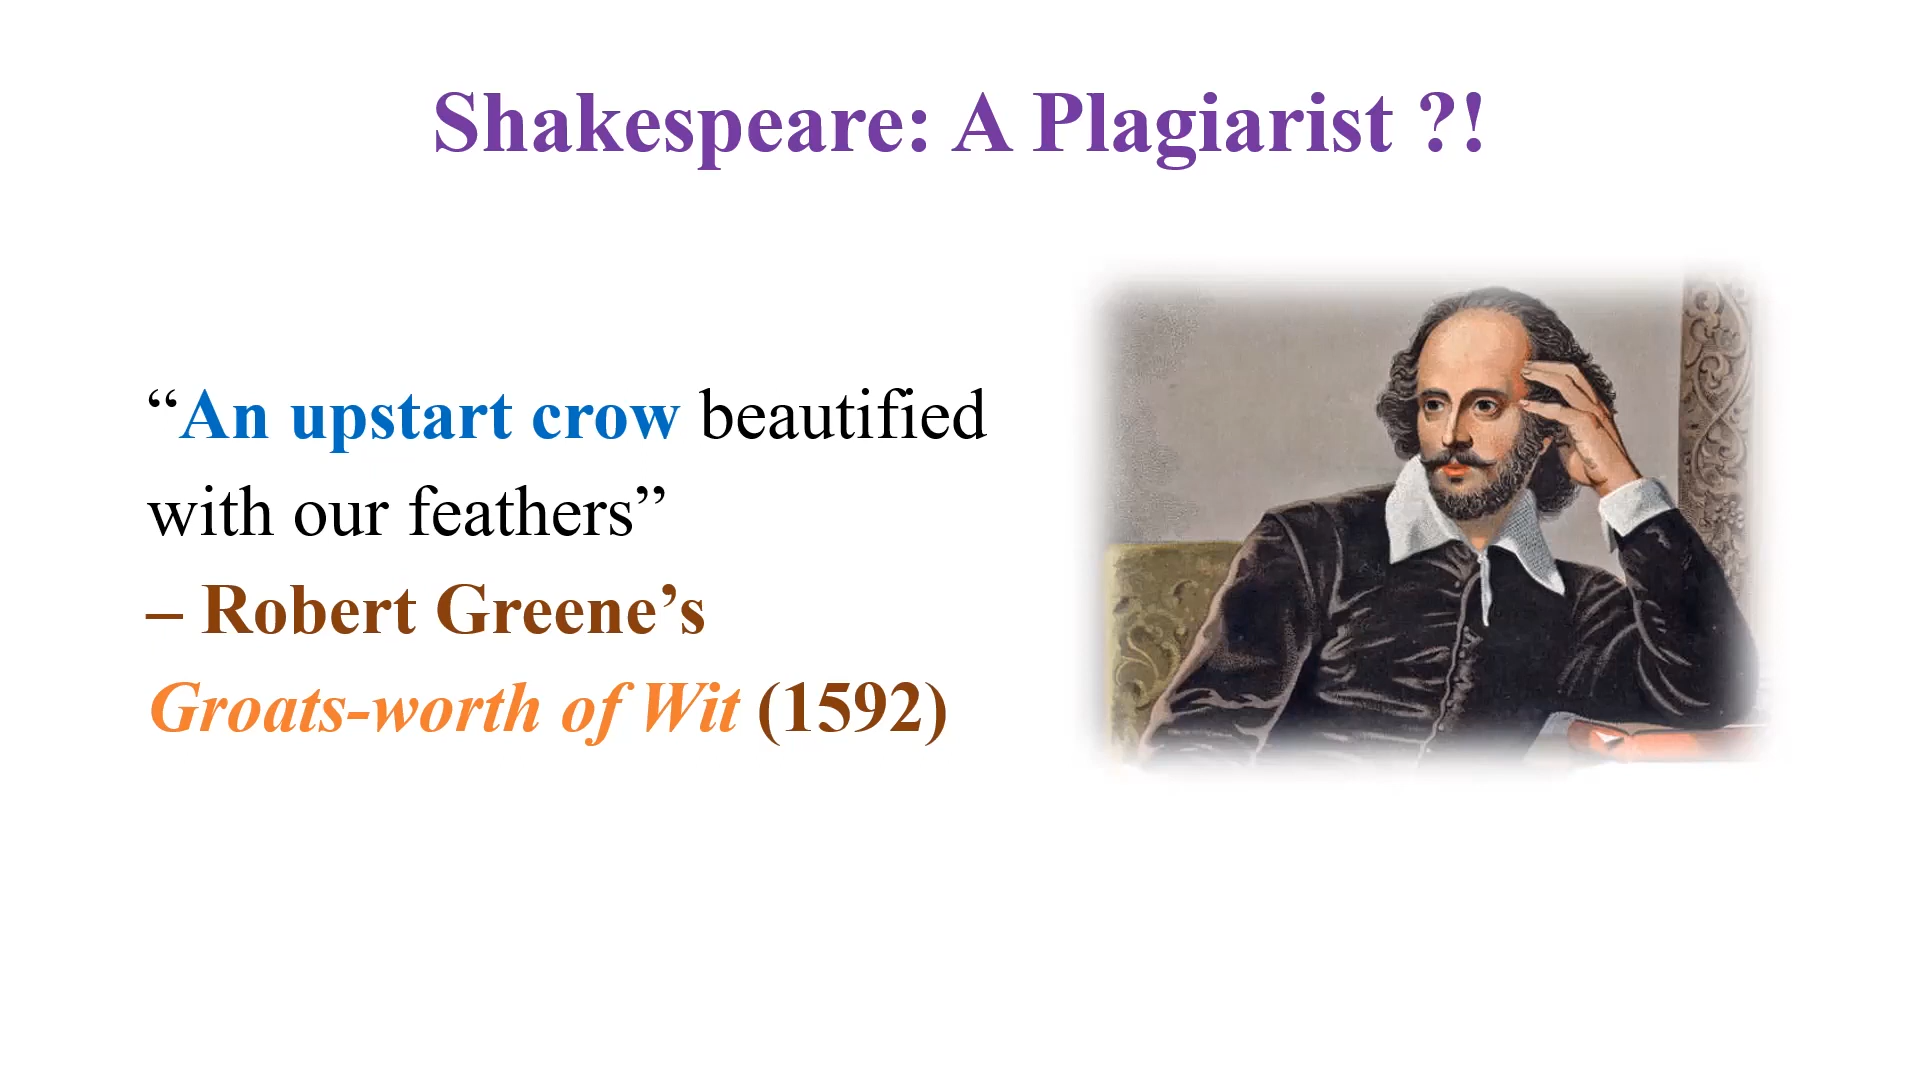 Shakespeare: A Plagiarist ?!
“An upstart crow beautified
with our feathers”
– Robert Greene’s
Groats-worth of Wit (1592)